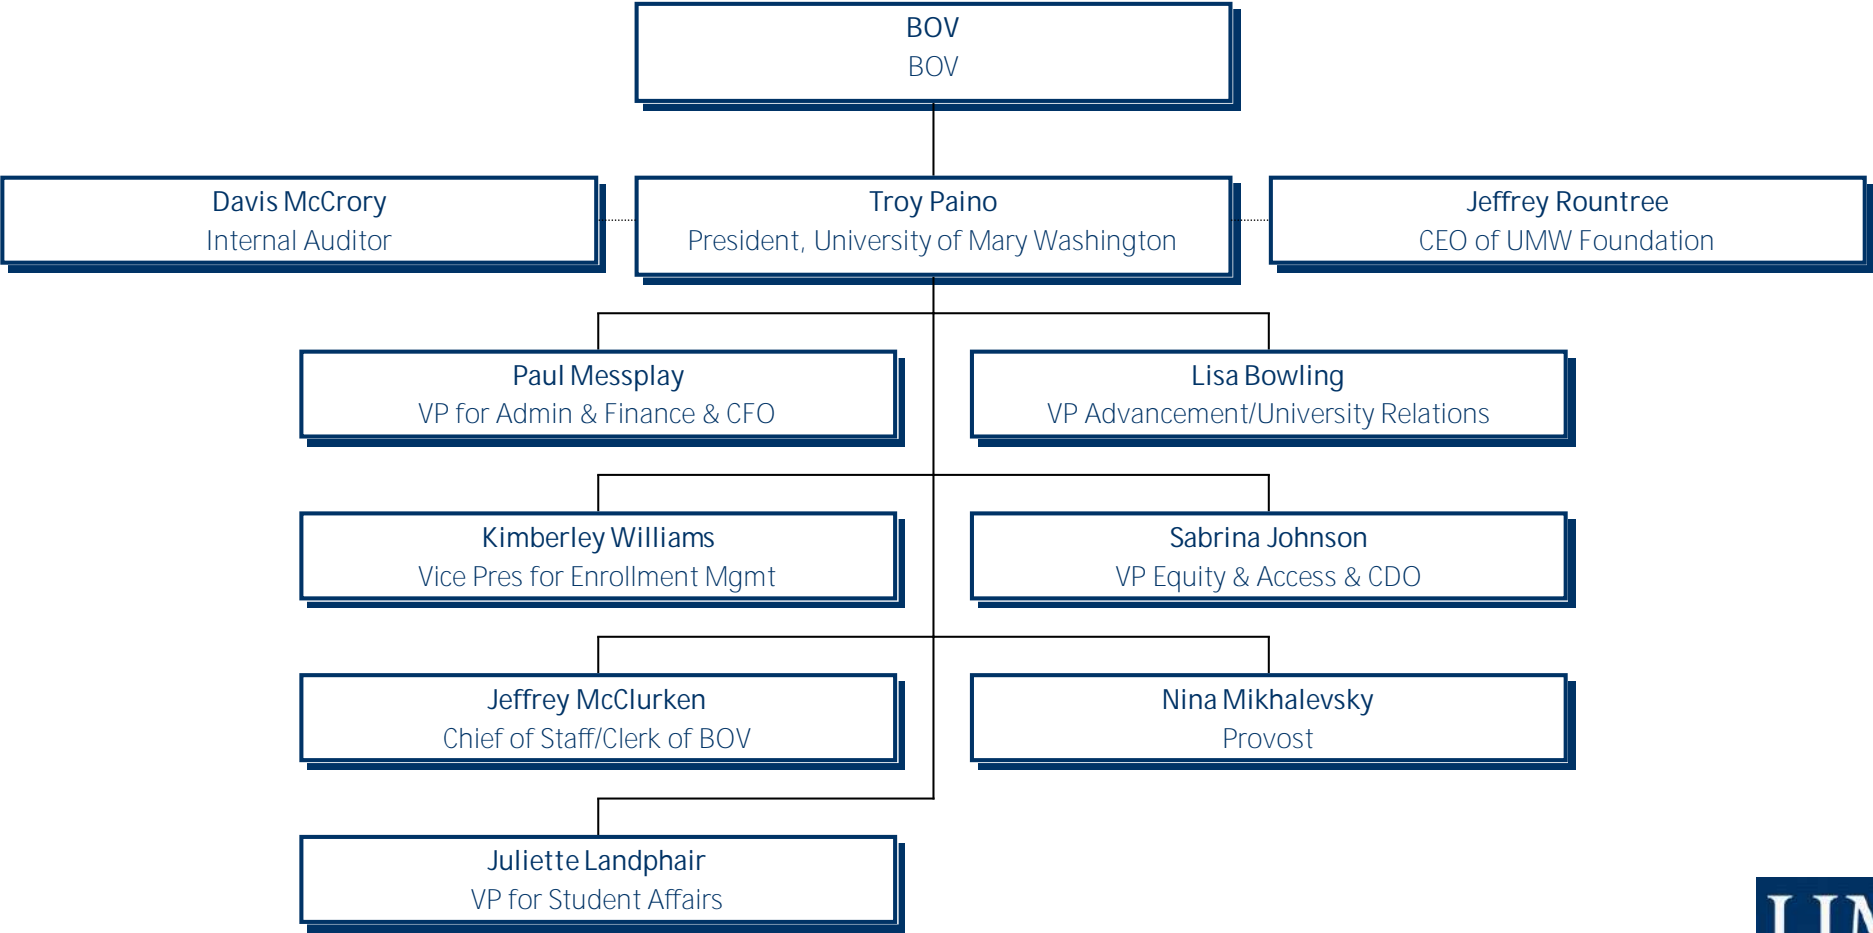 BOV
BOV
Davis McCrory
Internal Auditor
Troy Paino
President, University of Mary Washington
Jeffrey Rountree
CEO of UMW Foundation
Paul Messplay
VP for Admin & Finance & CFO
Lisa Bowling
VP Advancement/University Relations
Kimberley Williams
Vice Pres for Enrollment Mgmt
Sabrina Johnson
VP Equity & Access & CDO
Jeffrey McClurken
Chief of Staff/Clerk of BOV
Nina Mikhalevsky
Provost
Juliette Landphair
VP for Student Affairs